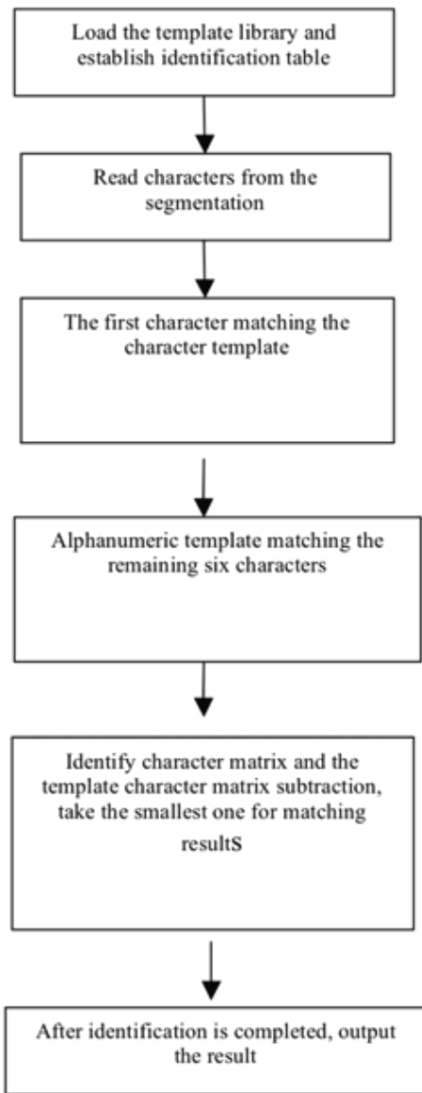 Load the template library and
establish identification table
Read characters from the
segmentation
The first character matching the
character template
Alphanumeric template matching the
remaining six characters
Identify character matrix and the
template character matrix subtraction,
take the smallest one for matching
results
After identification is completed, output
the result